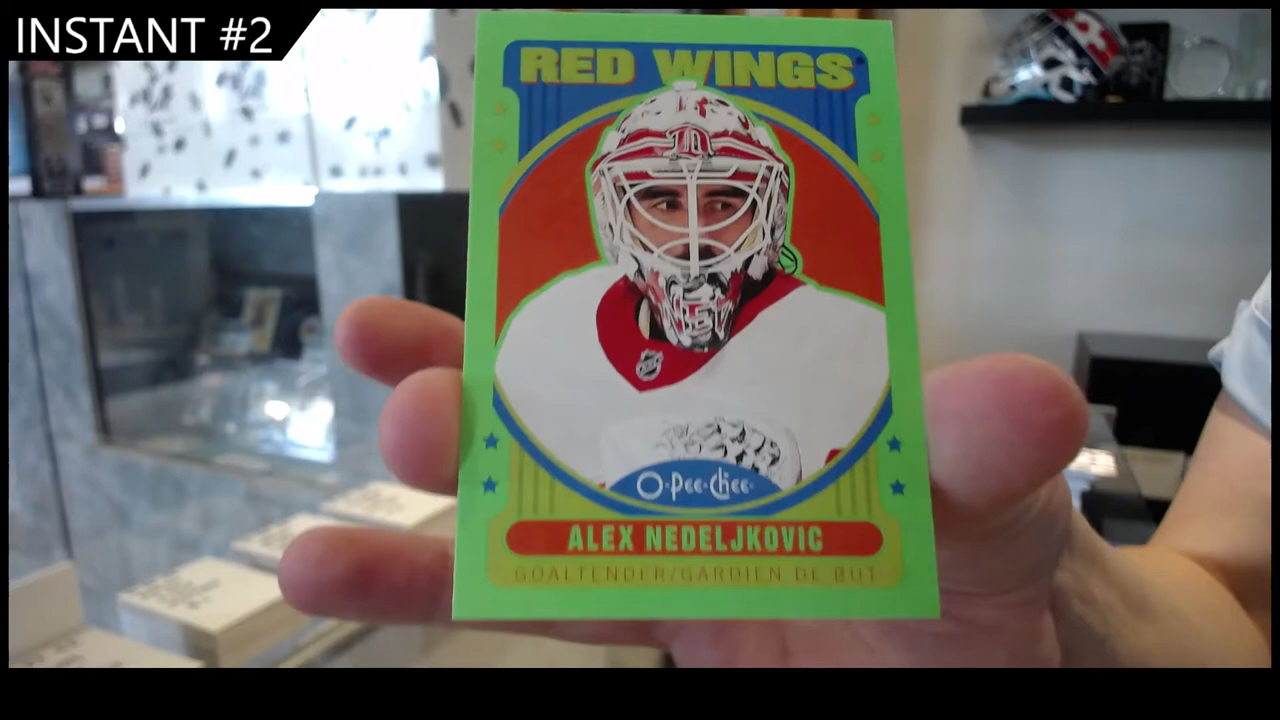 INSTANT #2
RED WINGS
O-Pee-Chee
ALEX NEDELJKOVIC
GOALTENDER/GARDIEN DE BUT